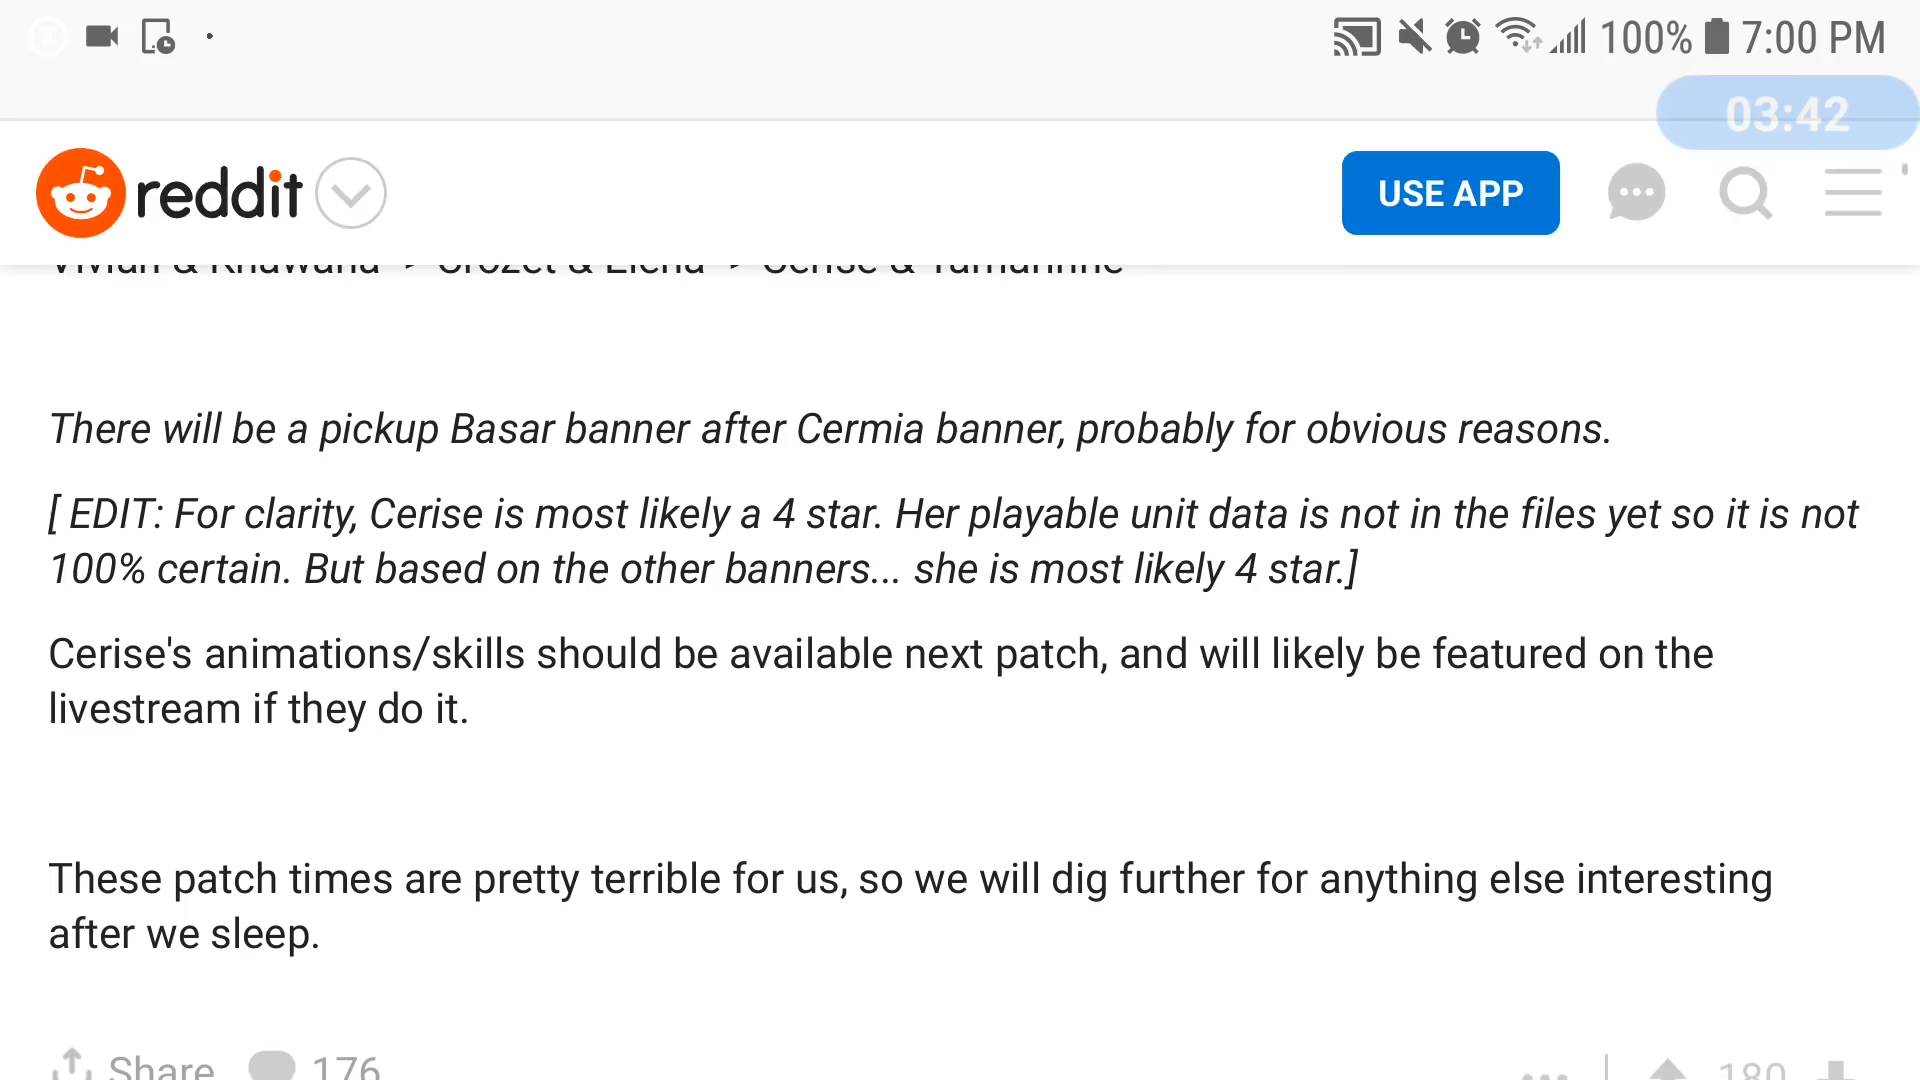 100% 7:00 PM
03:42
reddit
USE APP
There will be a pickup Basar banner after Cermia banner, probably for obvious reasons.
[ EDIT: For clarity, Cerise is most likely a 4 star. Her playable unit data is not in the files yet so it is not
100% certain. But based on the other banners... she is most likely 4 star.]
Cerise's animations/skills should be available next patch, and will likely be featured on the
livestream if they do it.
These patch times are pretty terrible for us, so we will dig further for anything else interesting
after we sleep.
Share 176
180